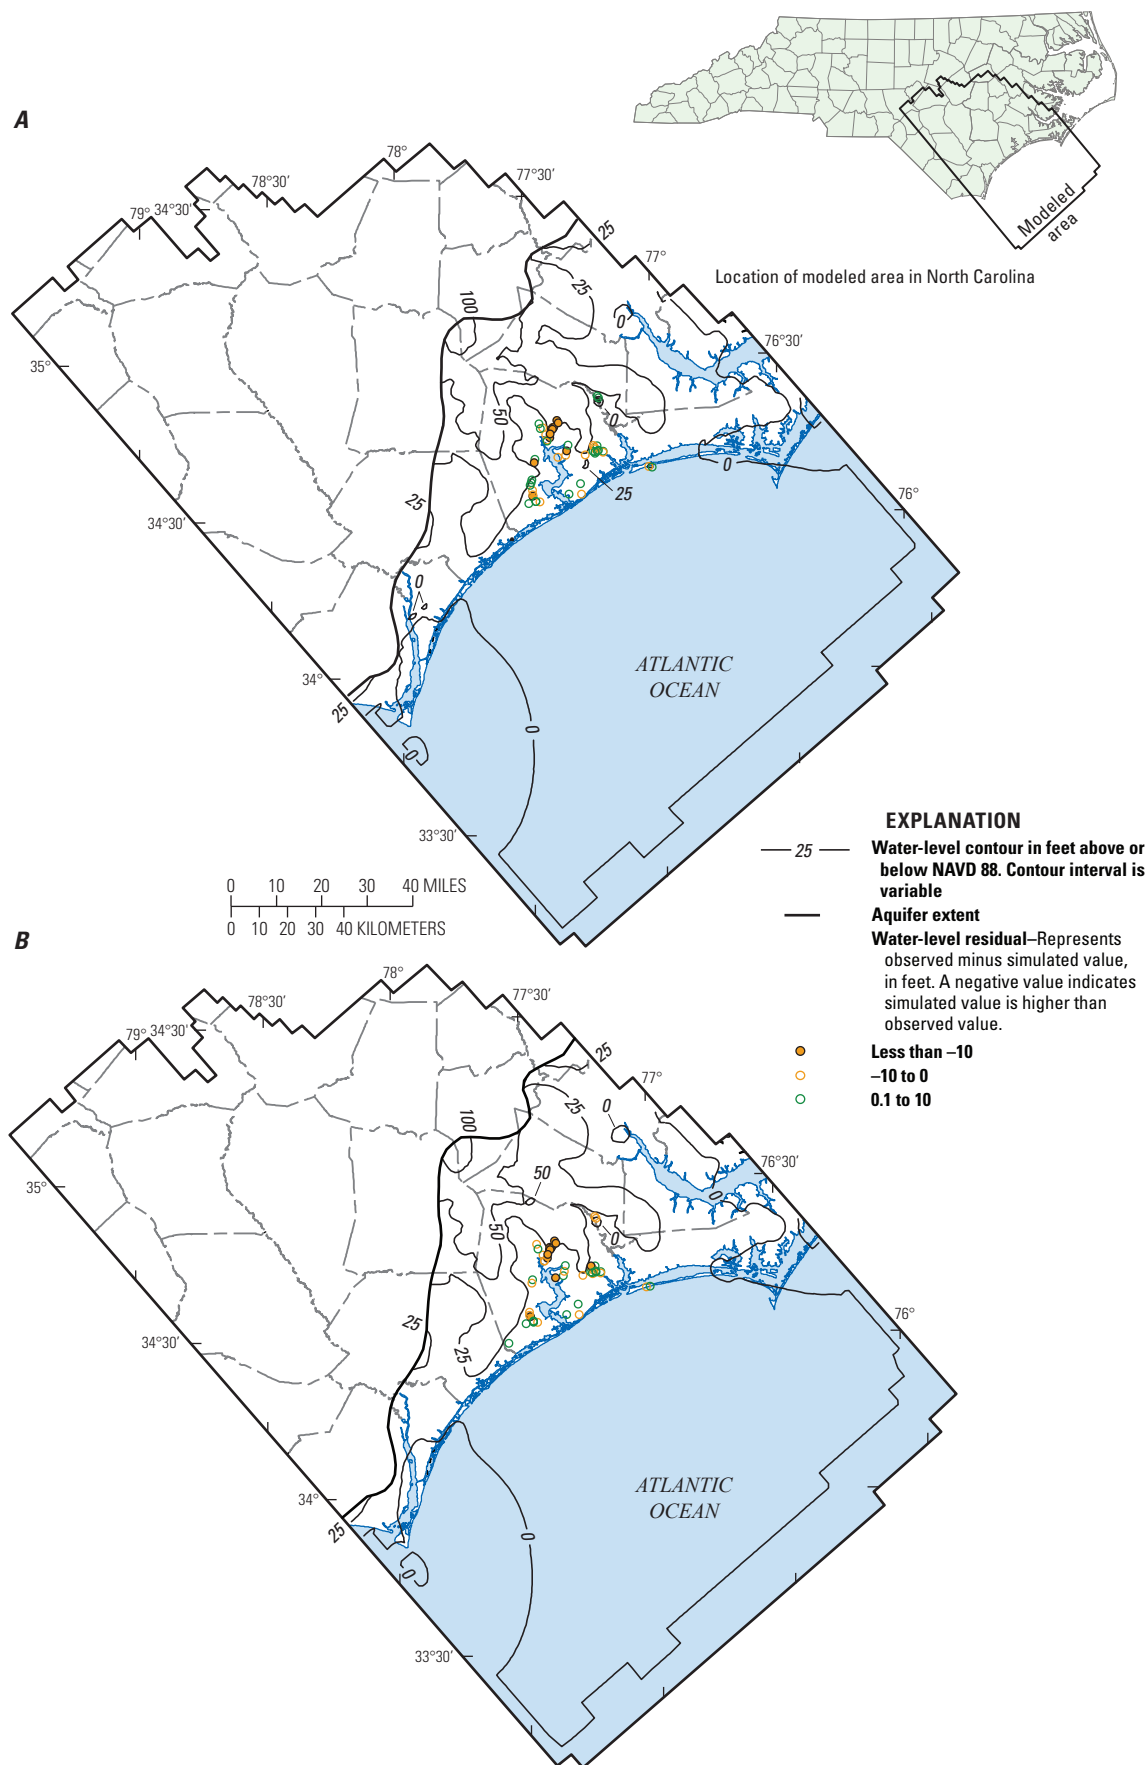 A
Modeled
area
Location of modeled area in North Carolina
78°
77°30'
78°30'
34°30'
79°
25
77°
100
25
0
76°30'
35°
50
0
0
25
25
76°
34°30'
0
ATLANTIC
OCEAN
34°
25
0
0
33°30'
EXPLANATION
25
Water-level contour in feet above or
below NAVD 88. Contour interval is
variable
Aquifer extent
Water-level residual–Represents
observed minus simulated value,
in feet. A negative value indicates
simulated value is higher than
observed value.
Less than –10
–10 to 0
0.1 to 10
0 10 20 30 40 MILES
0 10 20 30 40 KILOMETERS
B
78°
77°30'
78°30'
79° 34°30'
25
77°
100
25
0
76°30'
35°
50
0
50
0
25
25
76°
34°30'
ATLANTIC
OCEAN
34°
25
0
0
33°30'